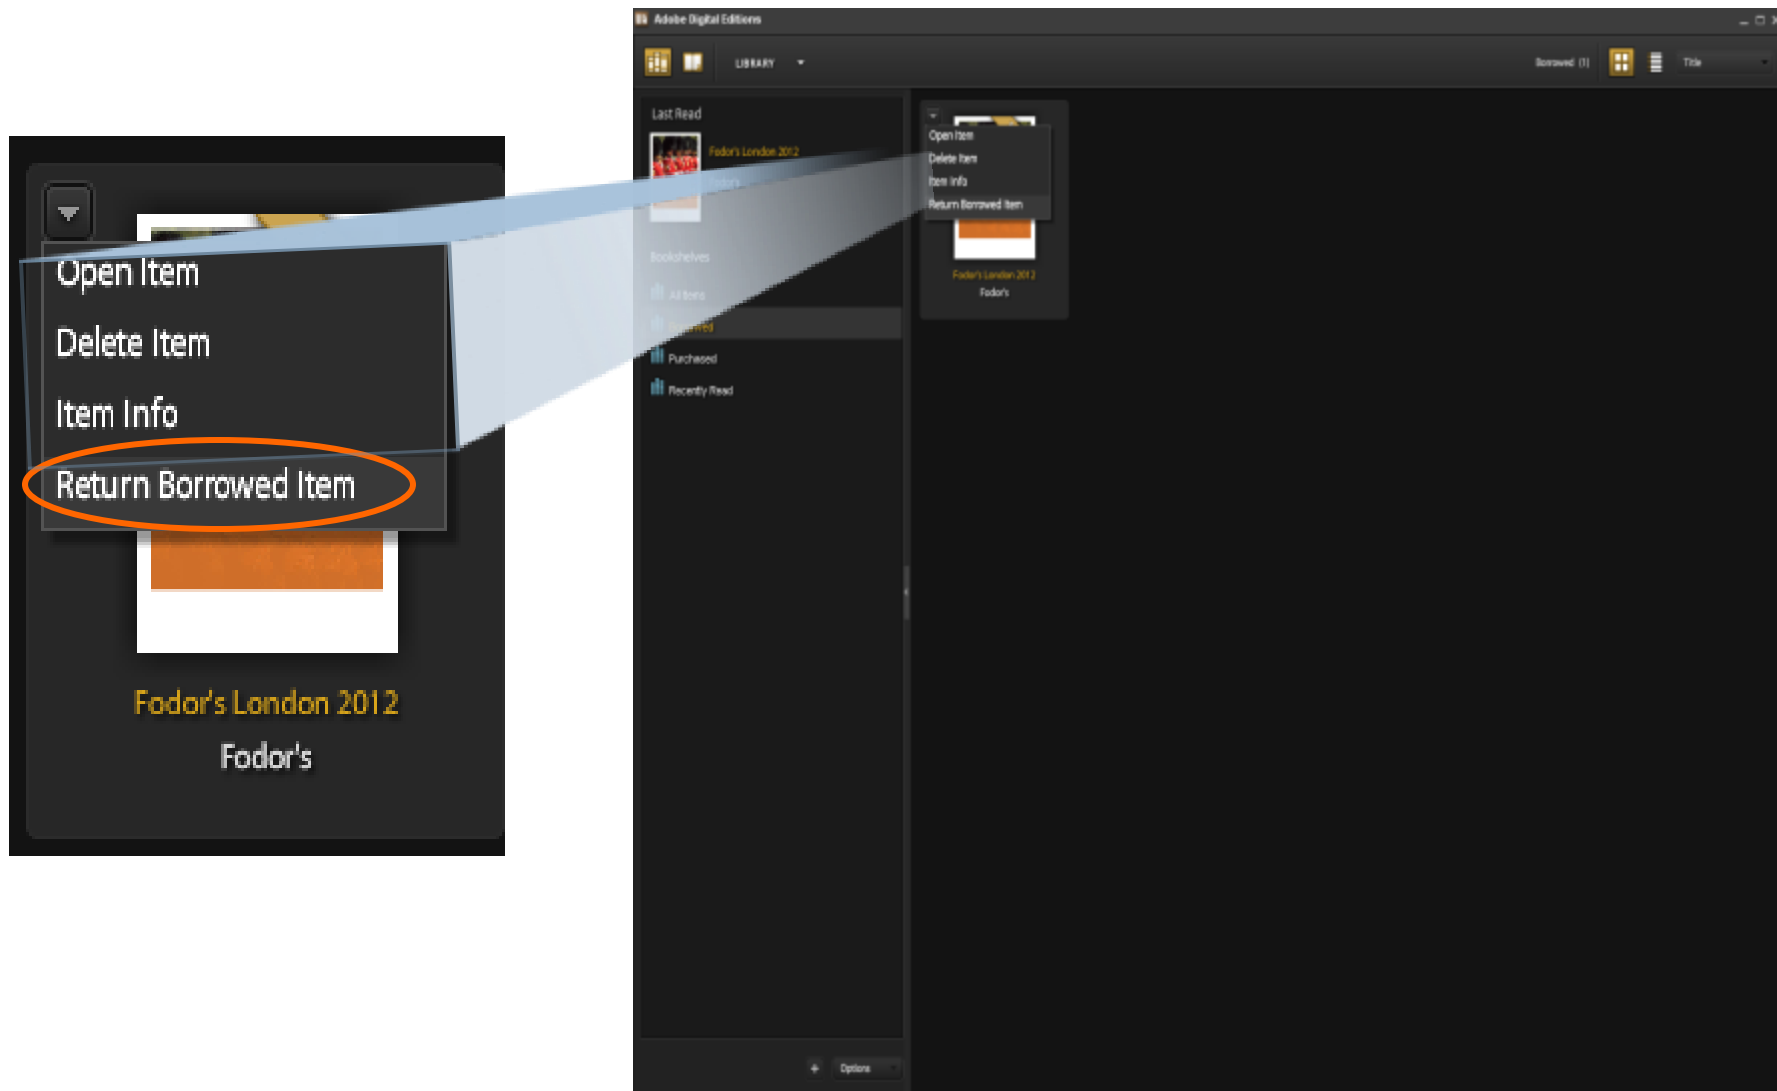 Open Item
Delete Item
Item Info
Return Borrowed Item
Fodor's London 2012
Fodor's
Adobe Digital Editions
LIBRARY
Borrowed (1)
Title
Last Read
Fodor's London 2012
Fodor's
Bookshelves
All Items
Borrowed
Purchased
Recently Read
Open Item
Delete Item
Item Info
Return Borrowed Item
Fodor's London 2012
Fodor's
+ Options